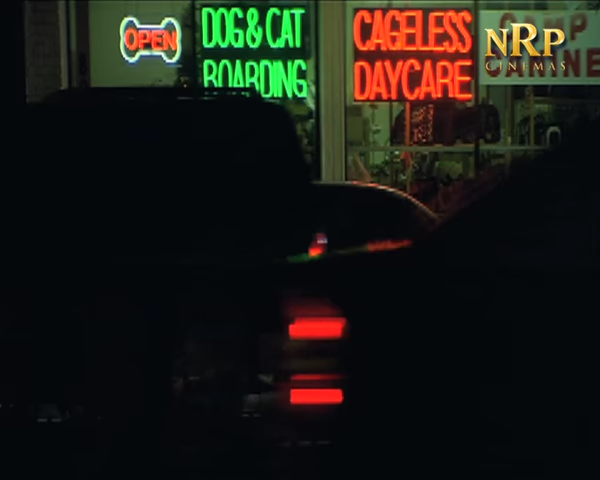 OPEN
DOG & CAT
BOARDING
CAGELESS
DAYCARE
NRP
CINEMAS